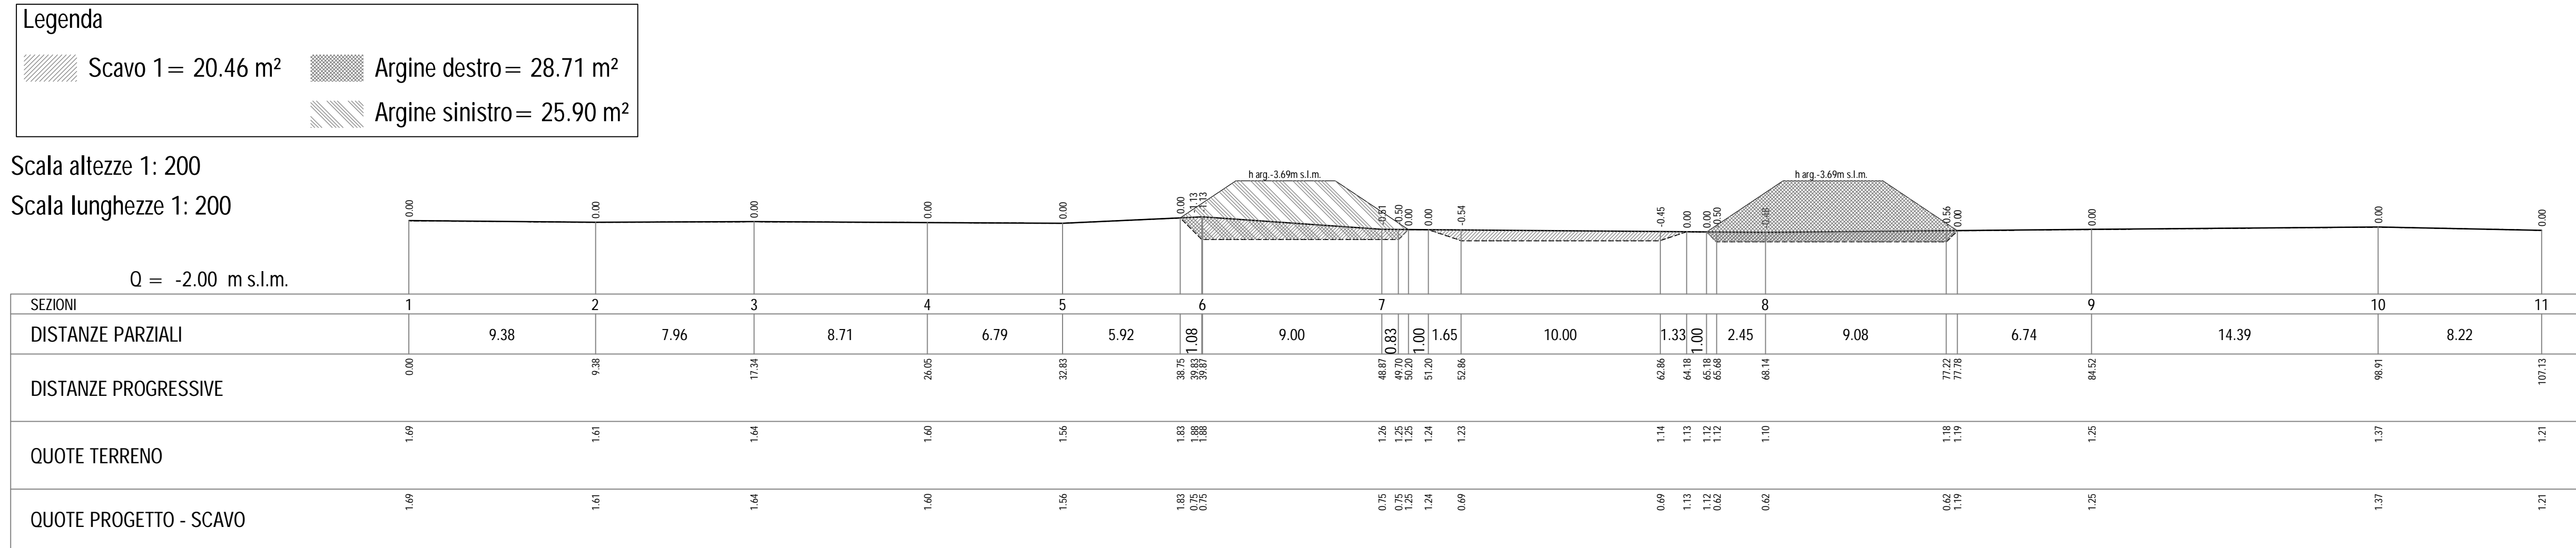 Legenda
Scavo 1= 20.46 m² Argine destro= 28.71 m²
Argine sinistro= 25.90 m²
Scala altezze 1: 200
Scala lunghezze 1: 200
h arg.-3.69m s.l.m. h arg.-3.69m s.l.m.
0.00 0.00 0.00 0.00 0.00 0.00 -1.13 -1.13 -0.51 -0.50 0.00 0.00 -0.54 -0.45 0.00 0.00 -0.50 -0.48 -0.56 0.00 0.00 0.00 0.00
Q = -2.00 m s.l.m.
SEZIONI 1 2 3 4 5 6 7 8 9 10 11
DISTANZE PARZIALI 9.38 7.96 8.71 6.79 5.92 1.08 9.00 0.83 1.00 1.65 10.00 1.33 1.00 2.45 9.08 6.74 14.39 8.22
DISTANZE PROGRESSIVE 0.00 9.38 17.34 26.05 32.83 38.75 39.83 39.87 48.87 49.70 50.20 51.20 52.86 62.86 64.18 65.18 65.68 68.14 77.22 77.78 84.52 98.91 107.13
QUOTE TERRENO 1.69 1.61 1.64 1.60 1.56 1.83 1.88 1.88 1.26 1.25 1.25 1.24 1.23 1.14 1.13 1.12 1.12 1.10 1.18 1.19 1.25 1.37 1.21
QUOTE PROGETTO - SCAVO 1.69 1.61 1.64 1.60 1.56 1.83 0.75 0.75 0.75 0.75 1.25 1.24 0.69 0.69 1.13 1.12 0.62 0.62 0.62 1.19 1.25 1.37 1.21